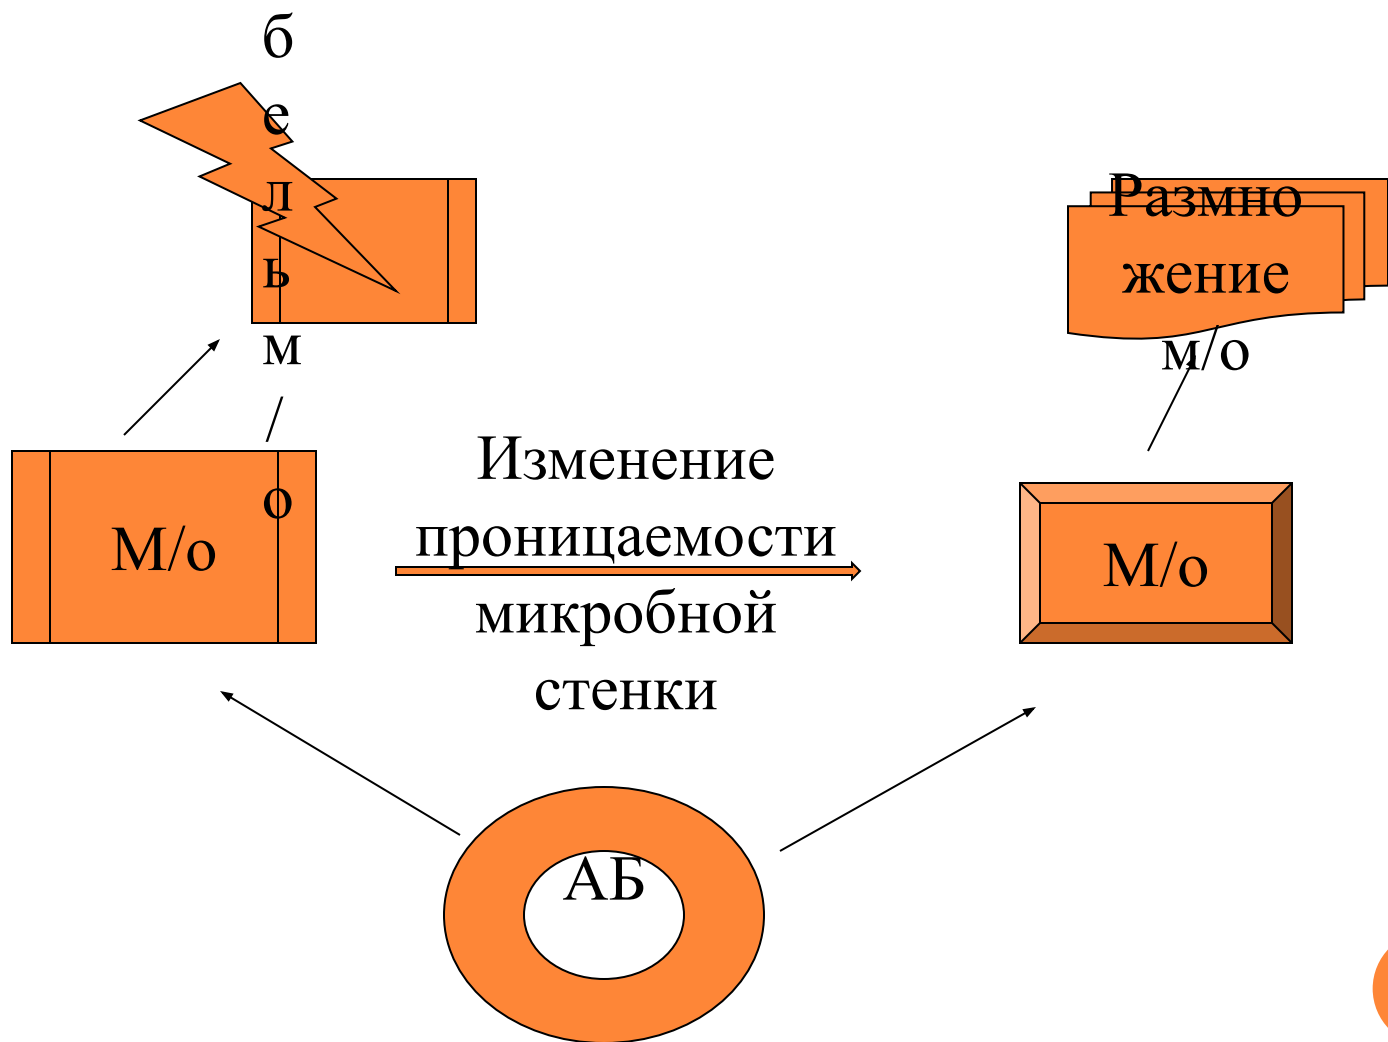 б
е
л
ь
м
/
о
Размно
жение
м/о
М/о
Изменение
проницаемости
микробной
стенки
М/о
АБ